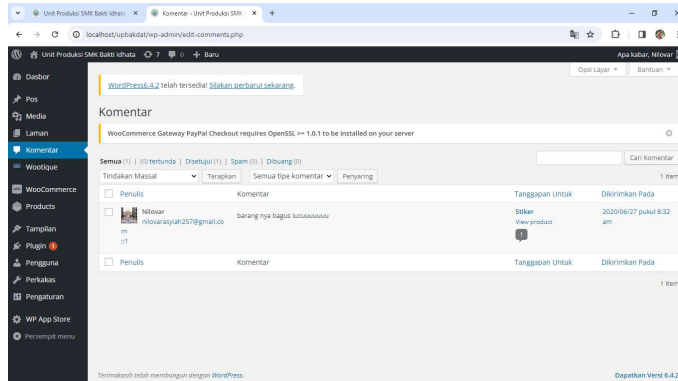 Unit Produksi SMK Bakti Idhata
Komentar ‹ Unit Produksi SMK
localhost/upbakdat/wp-admin/edit-comments.php
Unit Produksi SMK Bakti Idhata 7 0 + Baru Apa kabar, Nilovar
Opsi Layar Bantuan
Dasbor
Pos
Media
Laman
Komentar
Wootique
WooCommerce
Products
Tampilan
Plugin 1
Pengguna
Perkakas
Pengaturan
WP App Store
Persempit menu
WordPress6.4.2 telah tersedia! Silakan perbarui sekarang.
Komentar
WooCommerce Gateway PayPal Checkout requires OpenSSL >= 1.0.1 to be installed on your server
Semua (1) | (0) tertunda | Disetujui (1) | Spam (0) | Dibuang (0)
Cari Komentar
Tindakan Massal Terapkan Semua tipe komentar Penyaring 1 item
Penulis Komentar Tanggapan Untuk Dikirimkan Pada
Nilovar
nilovarasyiah257@gmail.co
m
::1
barang nya bagus lucuuuuuuu
Stiker
View product
1
2020/06/27 pukul 8:32
am
Penulis Komentar Tanggapan Untuk Dikirimkan Pada
1 item
Terimakasih telah membangun dengan WordPress.
Dapatkan Versi 6.4.2